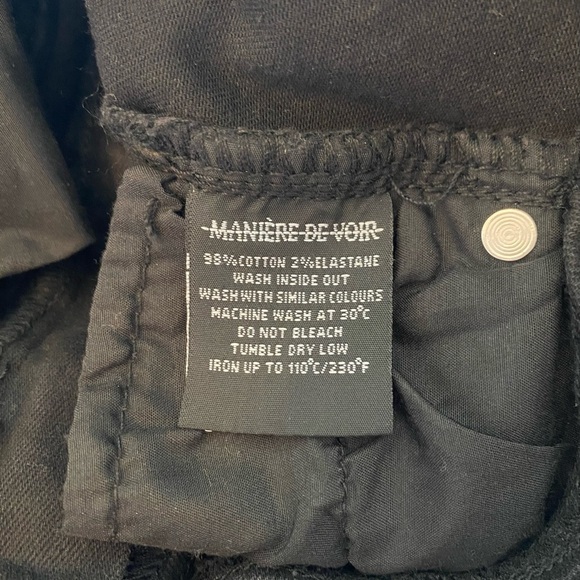 MANIÈRE DE VOIR
98%COTTON 2%ELASTANE
WASH INSIDE OUT
WASH WITH SIMILAR COLOURS
MACHINE WASH AT 30°C
DO NOT BLEACH
TUMBLE DRY LOW
IRON UP TO 110°C/230°F